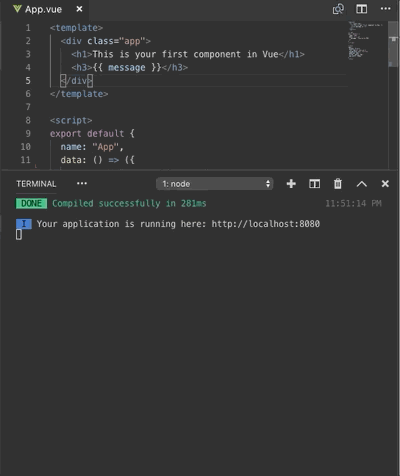 App.vue ×
1 <template>
2 <div class="app">
3 <h1>This is your first component in Vue</h1>
4 <h3>{{ message }}</h3>
5 </div>
6 </template>
7
8 <script>
9 export default {
10 name: "App",
11 data: () => ({
TERMINAL ••• 1: node
DONE Compiled successfully in 281ms 11:51:14 PM
I Your application is running here: http://localhost:8080